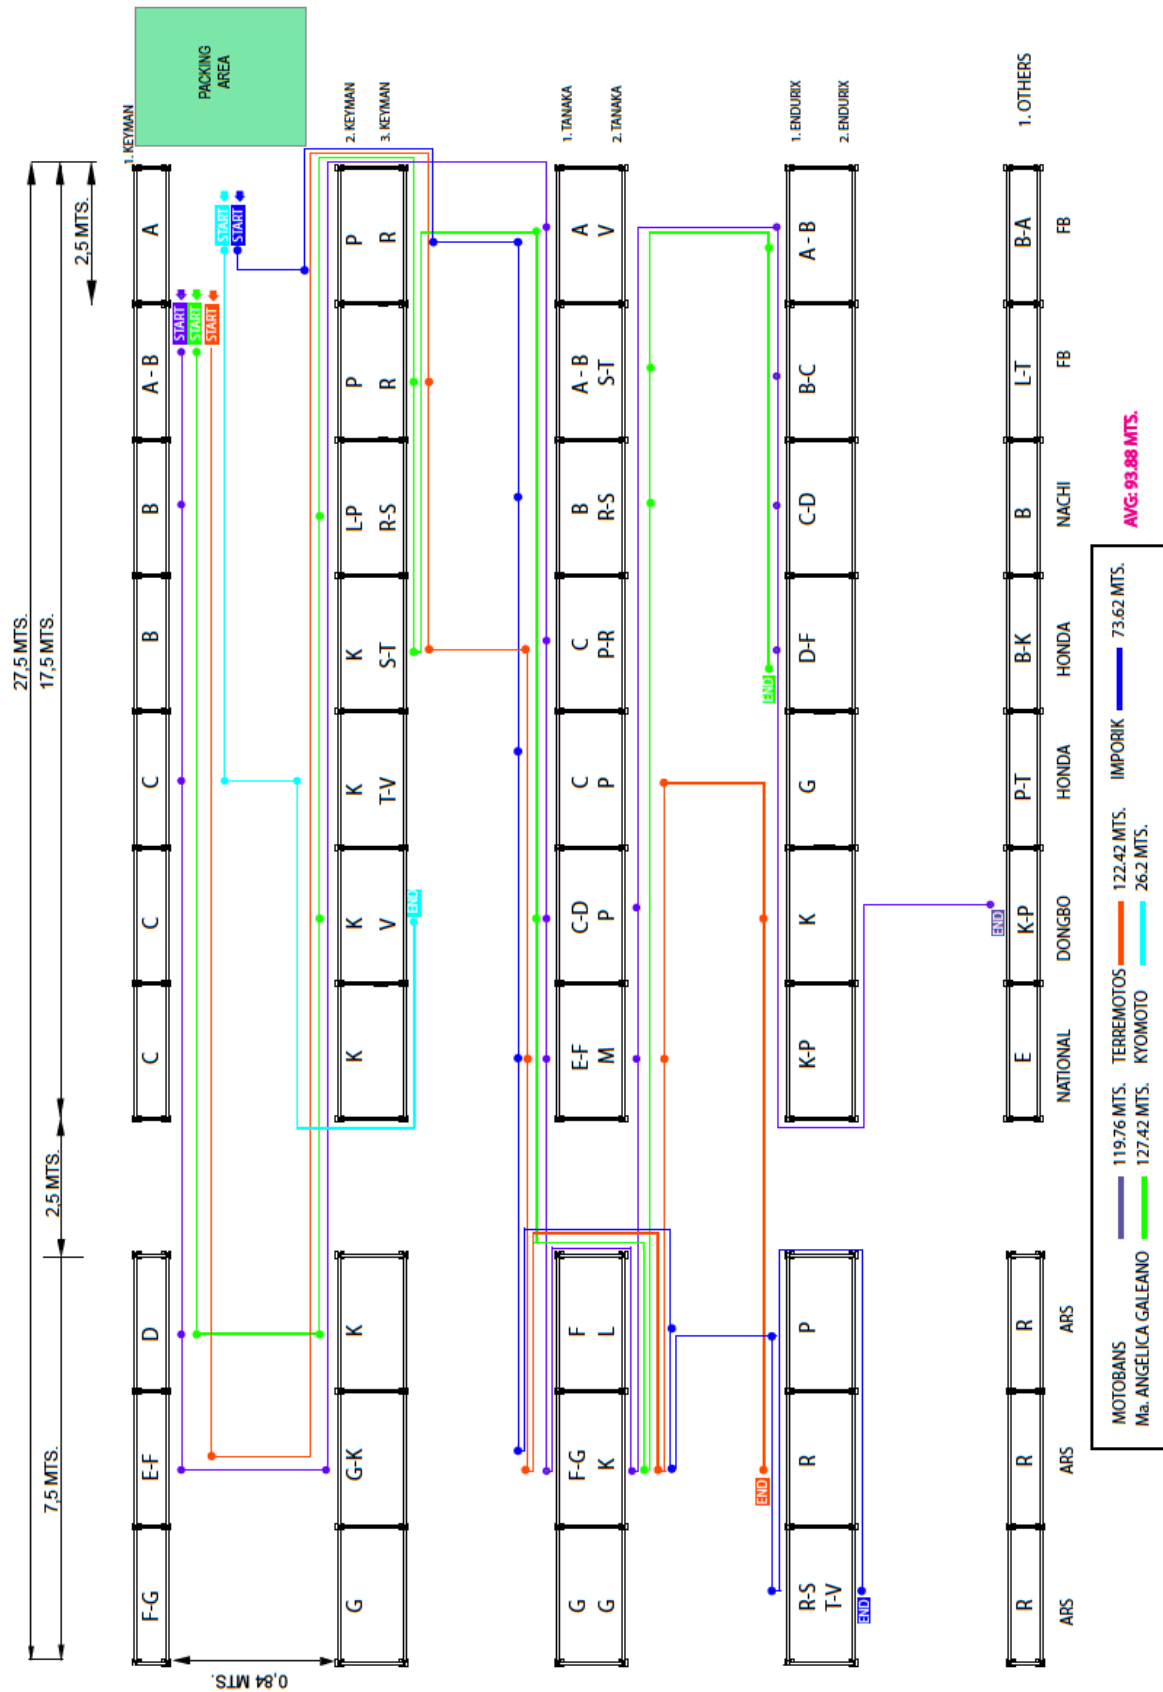 27,5 MTS.
17,5 MTS.
7,5 MTS. 2,5 MTS. 2,5 MTS.
1. KEYMAN
F-G E-F D C C C B B A - B A
PACKING
AREA
0,84 MTS.
START
START
START
START
START
G G-K K K K K K L-P P P 2. KEYMAN
V T-V S-T R-S R R 3. KEYMAN
END
G F-G F E-F C-D C C B A - B A 1. TANAKA
G K L M P P P-R R-S S-T V 2. TANAKA
END
END
R-S R P K-P K G D-F C-D B-C A - B 1. ENDURIX
T-V 2. ENDURIX
END
END
R R R E K-P P-T B-K B L-T B-A 1. OTHERS
ARS ARS ARS NATIONAL DONGBO HONDA HONDA NACHI FB FB
MOTOBANS 119.76 MTS. TERREMOTOS 122.42 MTS. IMPORIK 73.62 MTS.
AVG: 93.88 MTS.
Ma. ANGÉLICA GALEANO 127.42 MTS. KYOMOTO 26.2 MTS.